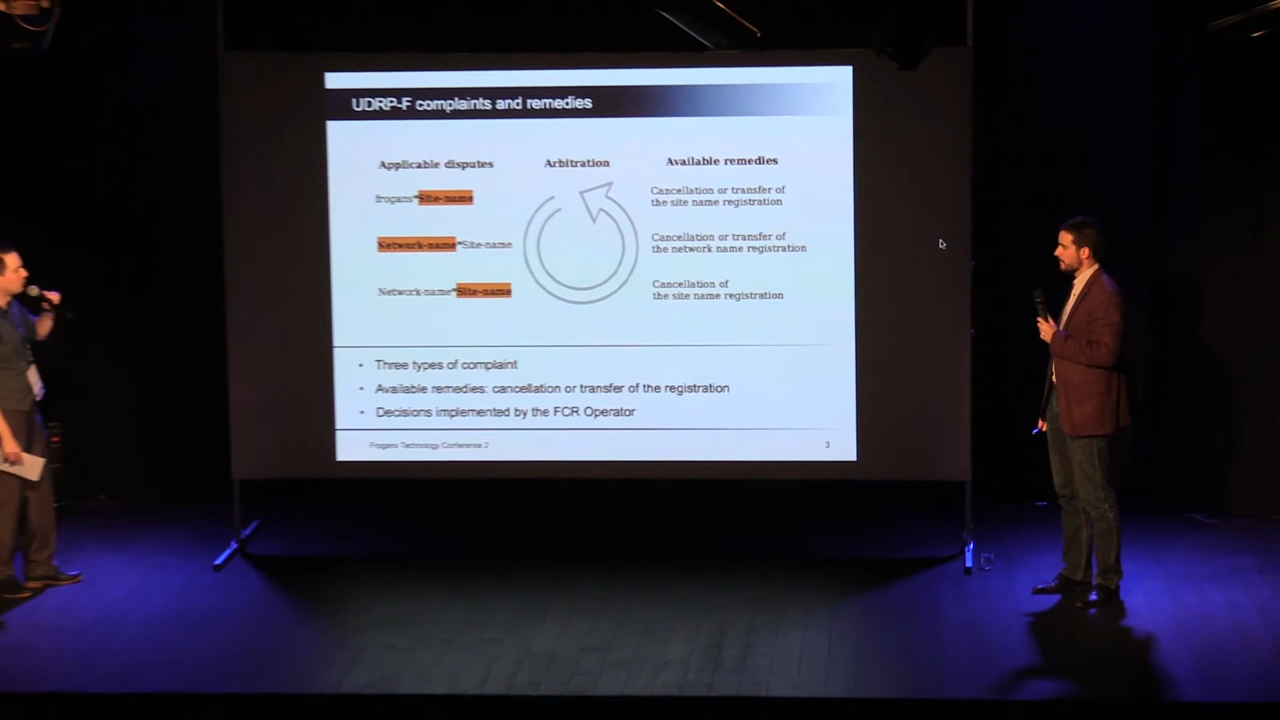 UDRP-F complaints and remedies
Applicable disputes
Arbitration
Available remedies
frogans*Site-name
Cancellation or transfer of
the site name registration
Network-name*Site-name
Cancellation or transfer of
the network name registration
Network-name*Site-name
Cancellation of
the site name registration
• Three types of complaint
• Available remedies: cancellation or transfer of the registration
• Decisions implemented by the FCR Operator
Frogans Technology Conference 2
3